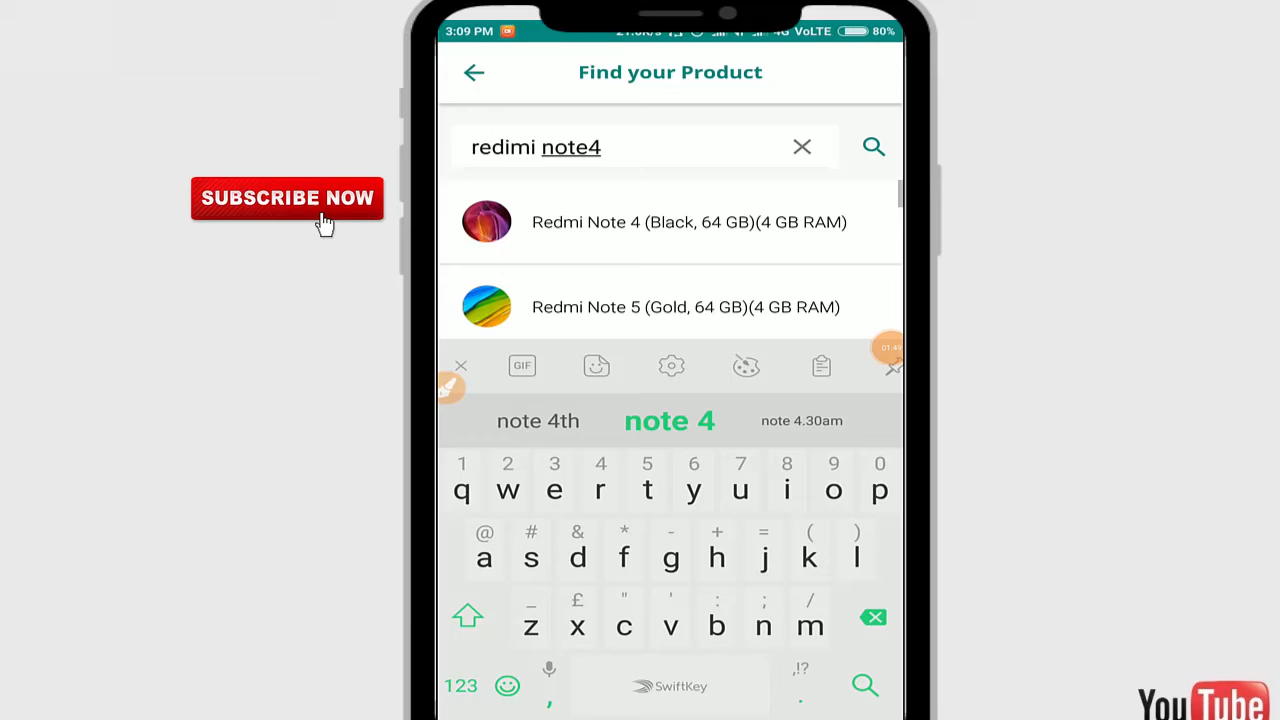 3:09 PM
VoLTE
80%
Find your Product
redimi note4
SUBSCRIBE NOW
Redmi Note 4 (Black, 64 GB)(4 GB RAM)
Redmi Note 5 (Gold, 64 GB)(4 GB RAM)
01:49
GIF
note 4th note 4 note 4.30am
1 2 3 4 5 6 7 8 9 0
q w e r t y u i o p
@ # & * - + = ( )
a s d f g h j k l
_ £ " ' : ; /
z x c v b n m
,!?
123 , SwiftKey .
YouTube